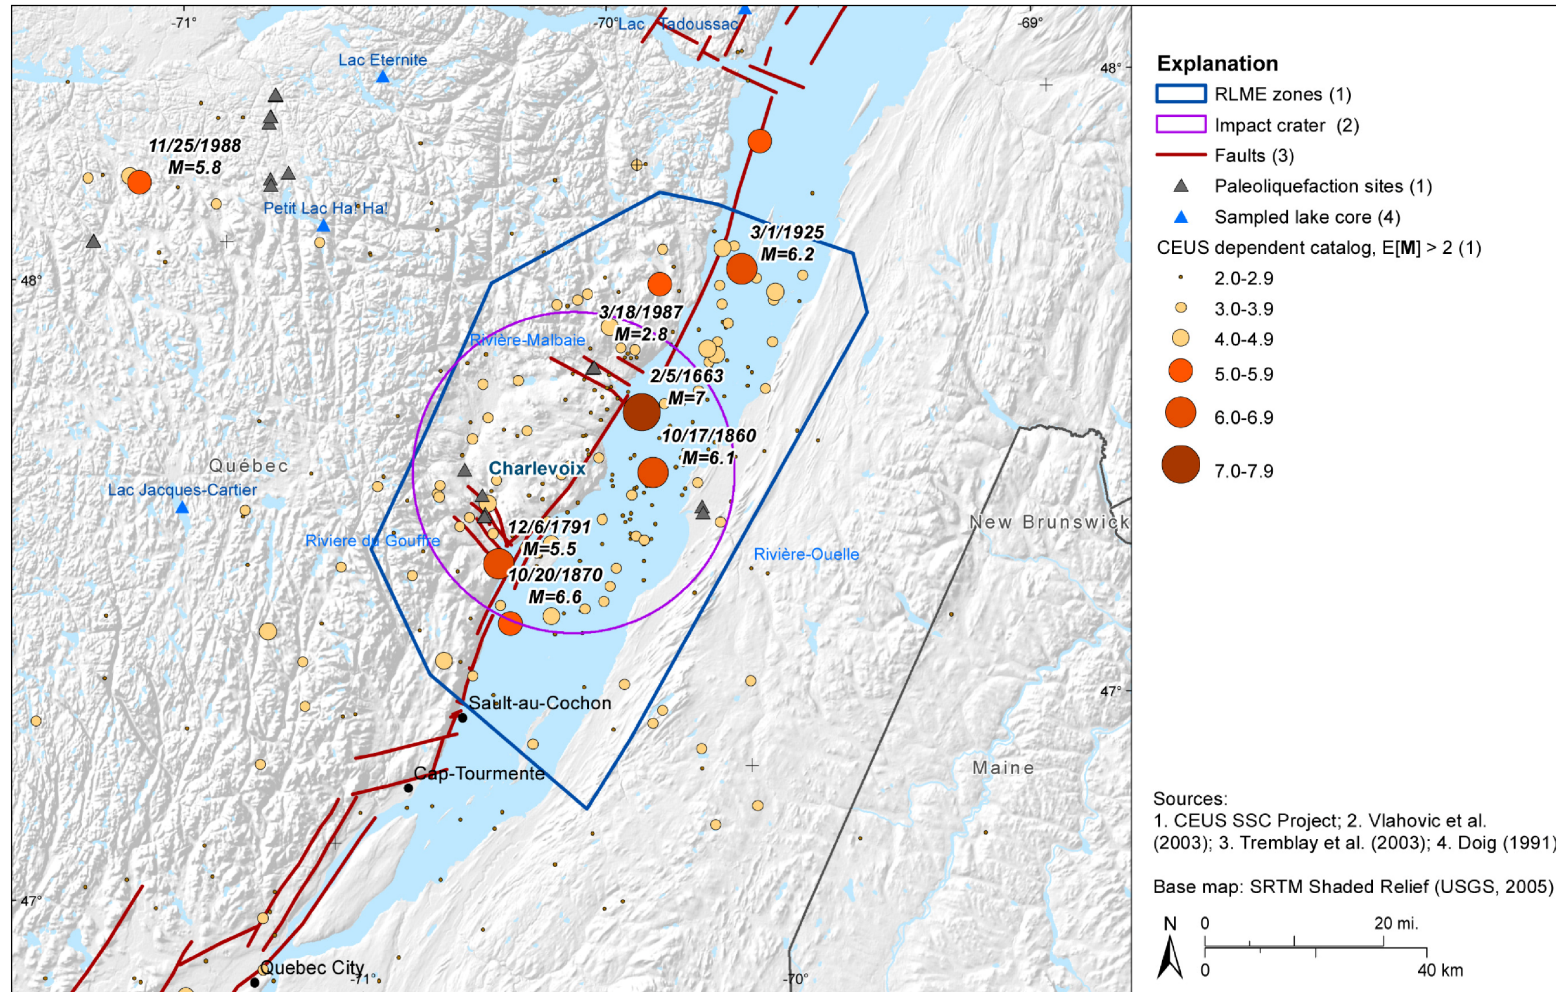 -71°
-70°
-69°
Lac Tadoussac
Lac Eternite
48°
11/25/1988
M=5.8
Petit Lac Ha! Ha!
3/1/1925
M=6.2
48°
3/18/1987
M=2.8
Rivière-Malbaie
2/5/1663
M=7
10/17/1860
M=6.1
Charlevoix
Québec
Lac Jacques-Cartier
New Brunswick
12/6/1791
M=5.5
Riviere du Gouffre
Rivière-Ouelle
10/20/1870
M=6.6
47°
Sault-au-Cochon
Cap-Tourmente
Maine
47°
Quebec City
-71°
-70°
Explanation
RLME zones (1)
Impact crater (2)
Faults (3)
Paleoliquefaction sites (1)
Sampled lake core (4)
CEUS dependent catalog, E[M] > 2 (1)
2.0-2.9
3.0-3.9
4.0-4.9
5.0-5.9
6.0-6.9
7.0-7.9
Sources:
1. CEUS SSC Project; 2. Vlahovic et al.
(2003); 3. Tremblay et al. (2003); 4. Doig (1991)
Base map: SRTM Shaded Relief (USGS, 2005)
N
0 20 mi.
0 40 km